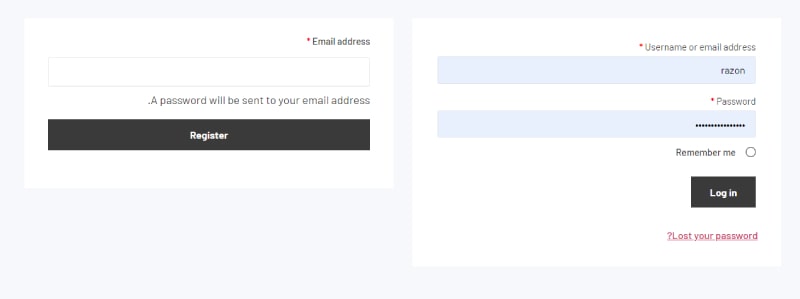 * Email address
.A password will be sent to your email address
Register
* Username or email address
razon
* Password
Remember me
Log in
?Lost your password